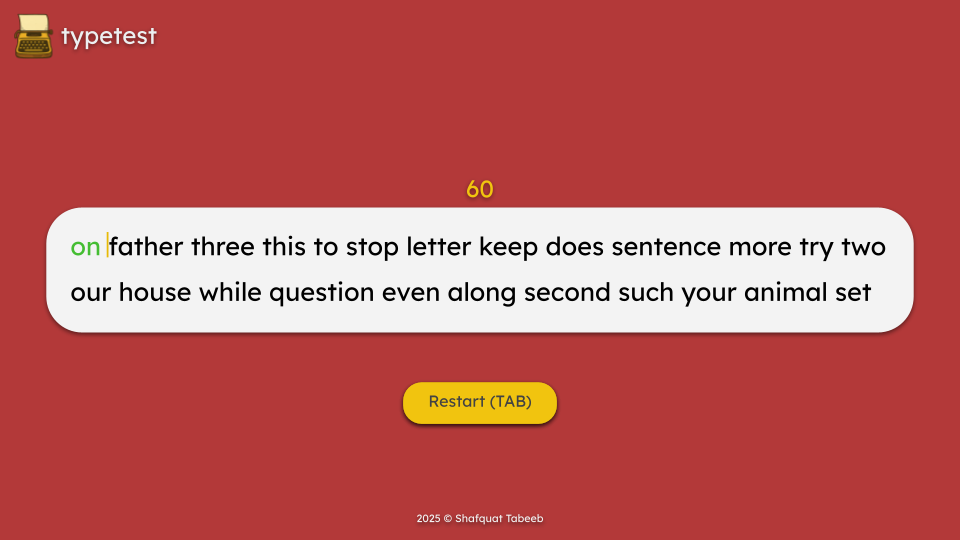 typetest
60
on father three this to stop letter keep does sentence more try two
our house while question even along second such your animal set
Restart (TAB)
2025 © Shafquat Tabeeb